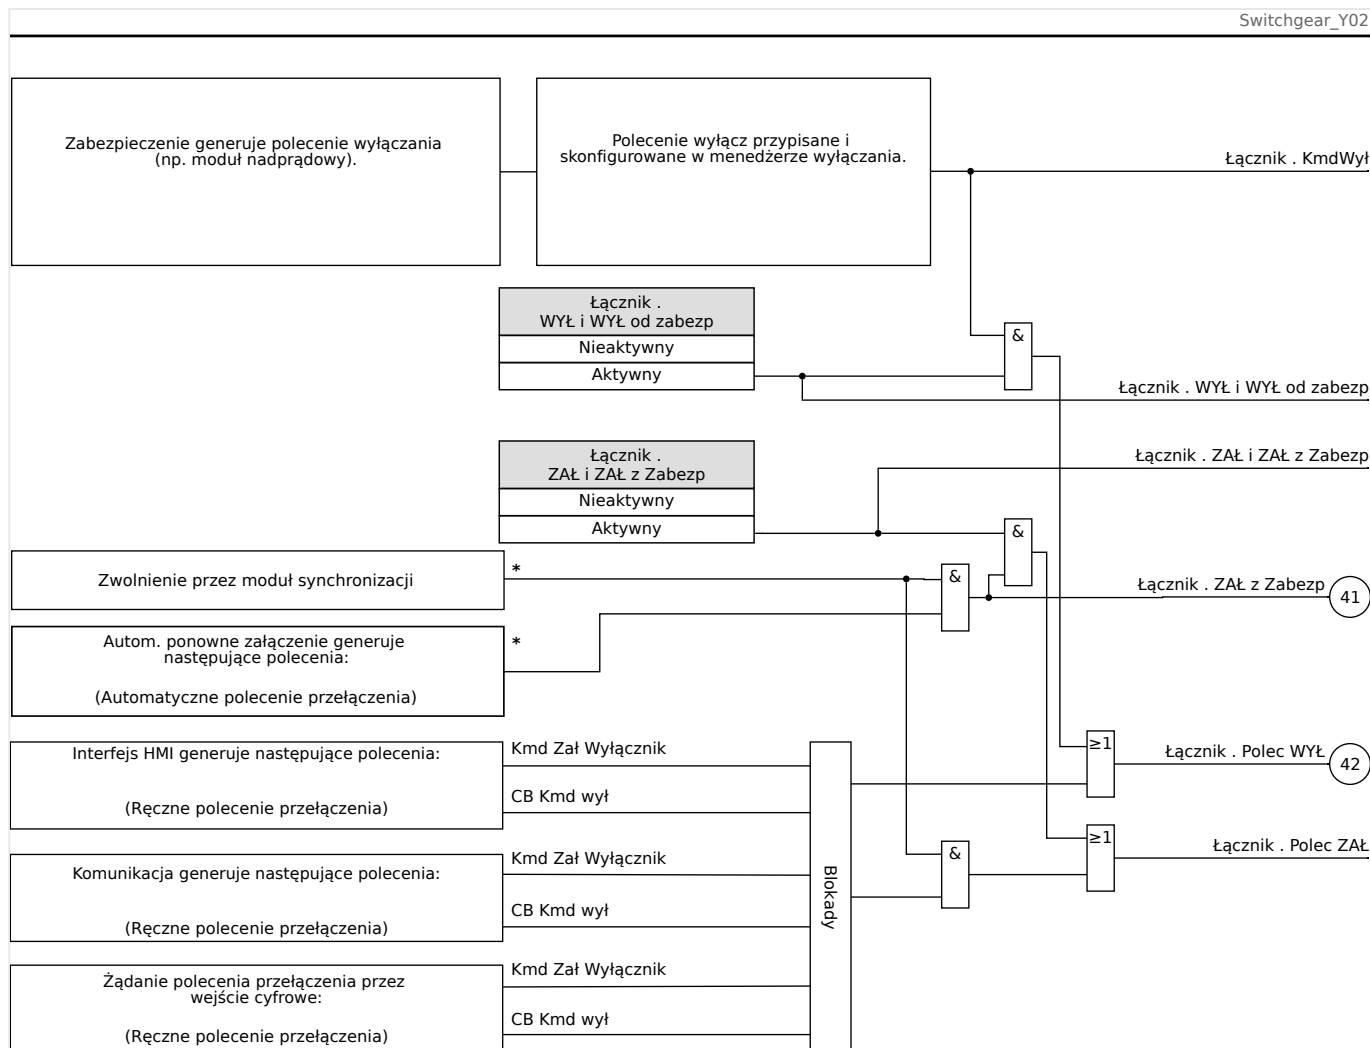 Switchgear_Y02
Zabezpieczenie generuje polecenie wyłączania
(np. moduł nadprądowy).
Polecenie wyłącz przypisane i
skonfigurowane w menedżerze wyłączania.
Łącznik . KmdWył
Łącznik .
WYŁ i WYŁ od zabezp
Nieaktywny
Aktywny
&
Łącznik . WYŁ i WYŁ od zabezp
Łącznik .
ZAŁ i ZAŁ z Zabezp
Nieaktywny
Aktywny
Łącznik . ZAŁ i ZAŁ z Zabezp
&
Zwolnienie przez moduł synchronizacji
*
&
Łącznik . ZAŁ z Zabezp
41
Autom. ponowne załączenie generuje
następujące polecenia:
(Automatyczne polecenie przełączenia)
*
Interfejs HMI generuje następujące polecenia:
(Ręczne polecenie przełączenia)
Kmd Zał Wyłącznik
CB Kmd wył
≥1
Łącznik . Polec WYŁ
42
Komunikacja generuje następujące polecenia:
(Ręczne polecenie przełączenia)
Kmd Zał Wyłącznik
CB Kmd wył
Blokady
&
≥1
Łącznik . Polec ZAŁ
Żądanie polecenia przełączenia przez
wejście cyfrowe:
(Ręczne polecenie przełączenia)
Kmd Zał Wyłącznik
CB Kmd wył